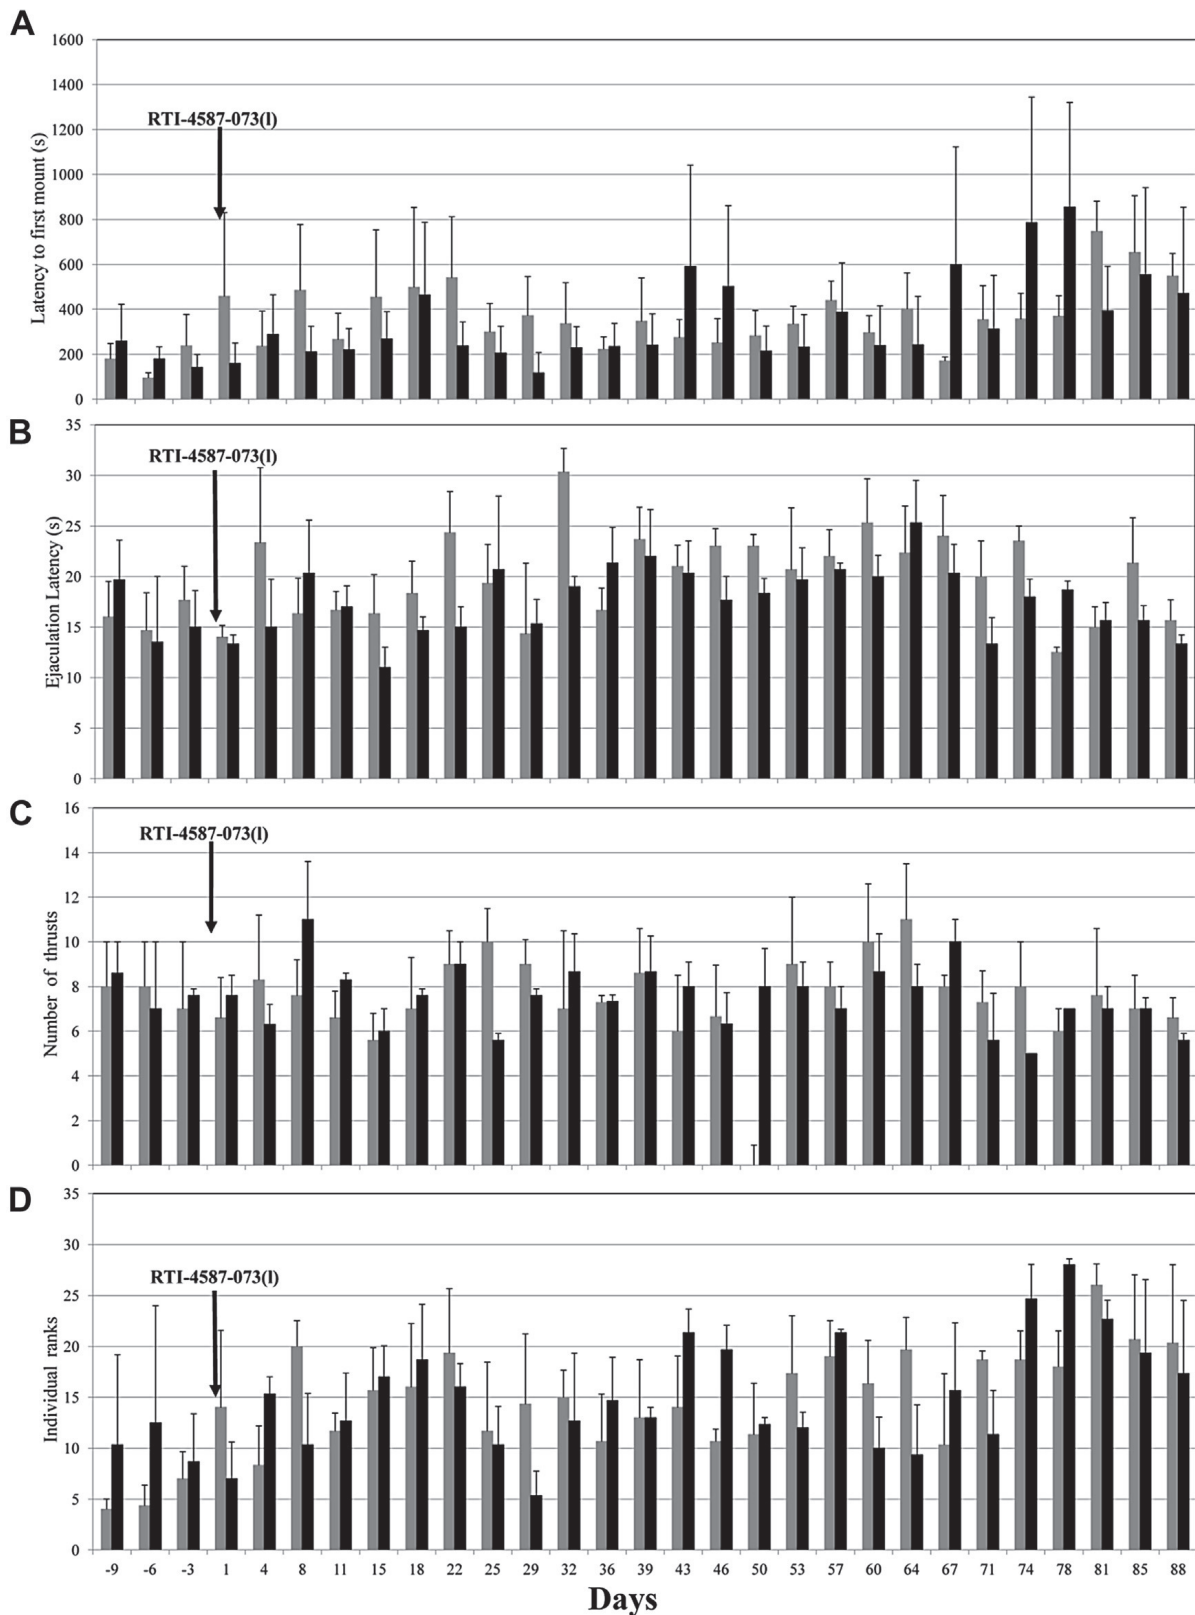 A
1600
1400
1200
1000
800
600
400
200
0
Latency to first mount (s)
RTI-4587-073(l)
B
35
30
25
20
15
10
5
0
Ejaculation Latency (s)
RTI-4587-073(l)
C
16
14
12
10
8
6
4
2
0
Number of thrusts
RTI-4587-073(l)
D
35
30
25
20
15
10
5
0
Individual ranks
RTI-4587-073(l)
-9 -6 -3 1 4 8 11 15 18 22 25 29 32 36 39 43 46 50 53 57 60 64 67 71 74 78 81 85 88
Days